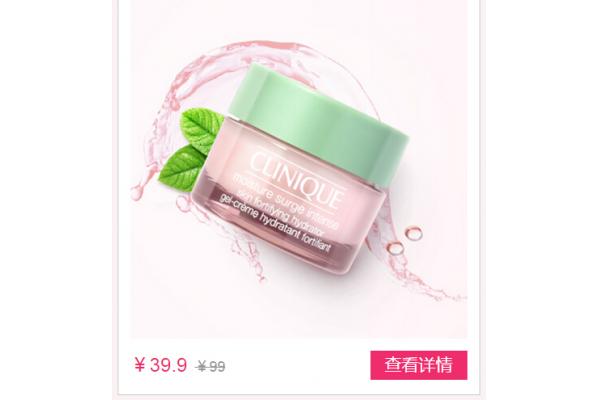 CLINIQUE
moisture surge intense
skin fortifying hydrator
gel-crème hydratant fortifiant
¥39.9 ¥99 查看详情